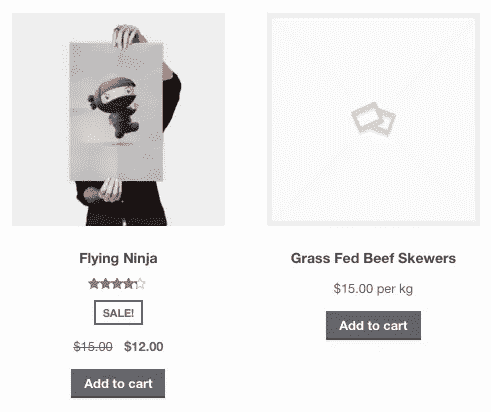 Flying Ninja
SALE!
$15.00 $12.00
Add to cart
Grass Fed Beef Skewers
$15.00 per kg
Add to cart